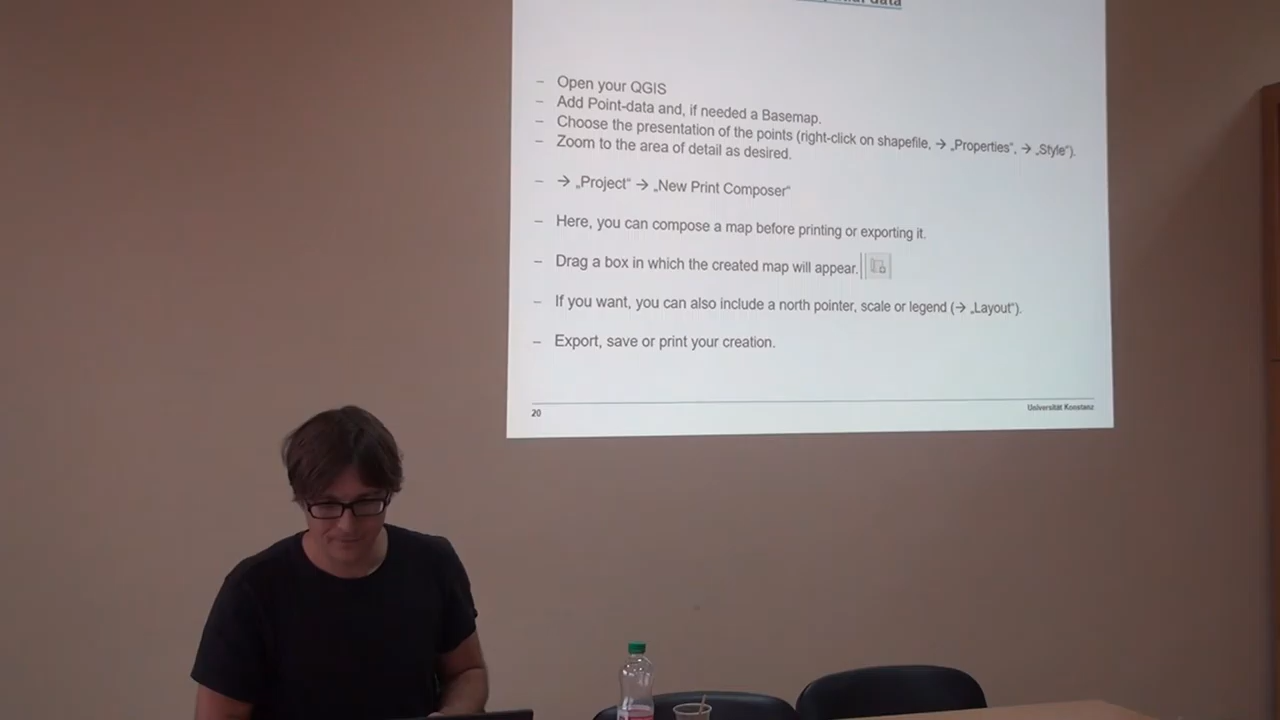 data
– Open your QGIS
– Add Point-data and, if needed a Basemap.
– Choose the presentation of the points (right-click on shapefile, → „Properties“, → „Style“).
– Zoom to the area of detail as desired.
– → „Project“ → „New Print Composer“
– Here, you can compose a map before printing or exporting it.
– Drag a box in which the created map will appear.
– If you want, you can also include a north pointer, scale or legend (→ „Layout“).
– Export, save or print your creation.
20
Universität Konstanz